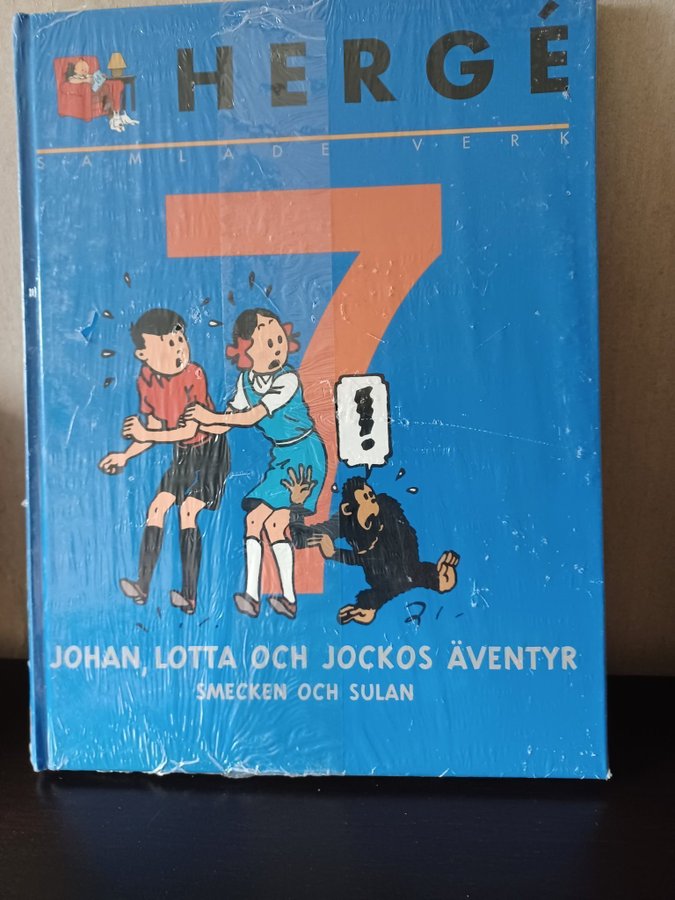 HERGÉ
SAMLADE VERK
7
!
JOHAN, LOTTA OCH JOCKOS ÄVENTYR
SMECKEN OCH SULAN